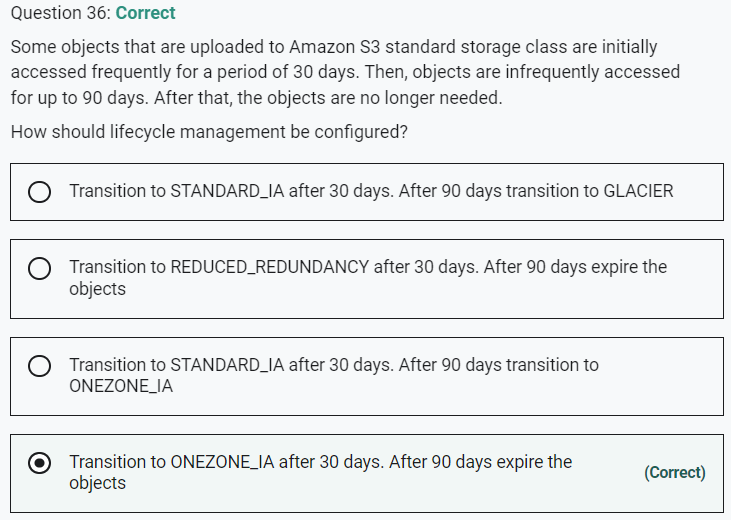 Question 36: Correct
Some objects that are uploaded to Amazon S3 standard storage class are initially
accessed frequently for a period of 30 days. Then, objects are infrequently accessed
for up to 90 days. After that, the objects are no longer needed.
How should lifecycle management be configured?
Transition to STANDARD_IA after 30 days. After 90 days transition to GLACIER
Transition to REDUCED_REDUNDANCY after 30 days. After 90 days expire the
objects
Transition to STANDARD_IA after 30 days. After 90 days transition to
ONEZONE_IA
Transition to ONEZONE_IA after 30 days. After 90 days expire the
objects
(Correct)